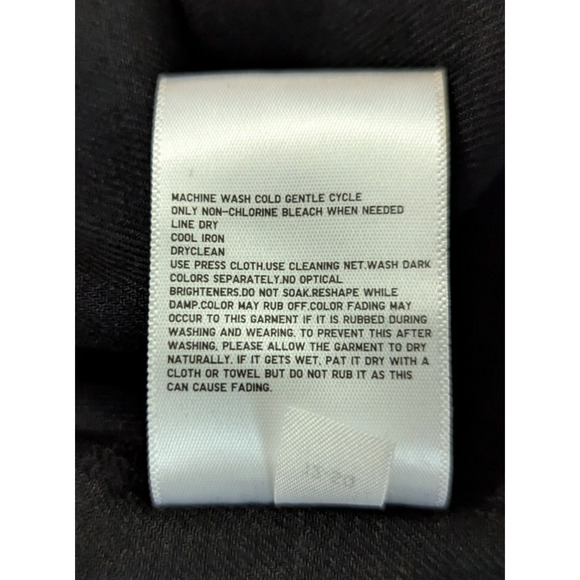 MACHINE WASH COLD GENTLE CYCLE
ONLY NON-CHLORINE BLEACH WHEN NEEDED
LINE DRY
COOL IRON
DRYCLEAN
USE PRESS CLOTH.USE CLEANING NET.WASH DARK
COLORS SEPARATELY.NO OPTICAL
BRIGHTENERS.DO NOT SOAK.RESHAPE WHILE
DAMP.COLOR MAY RUB OFF.COLOR FADING MAY
OCCUR TO THIS GARMENT IF IT IS RUBBED DURING
WASHING AND WEARING. TO PREVENT THIS AFTER
WASHING, PLEASE ALLOW THE GARMENT TO DRY
NATURALLY. IF IT GETS WET, PAT IT DRY WITH A
CLOTH OR TOWEL BUT DO NOT RUB IT AS THIS
CAN CAUSE FADING.